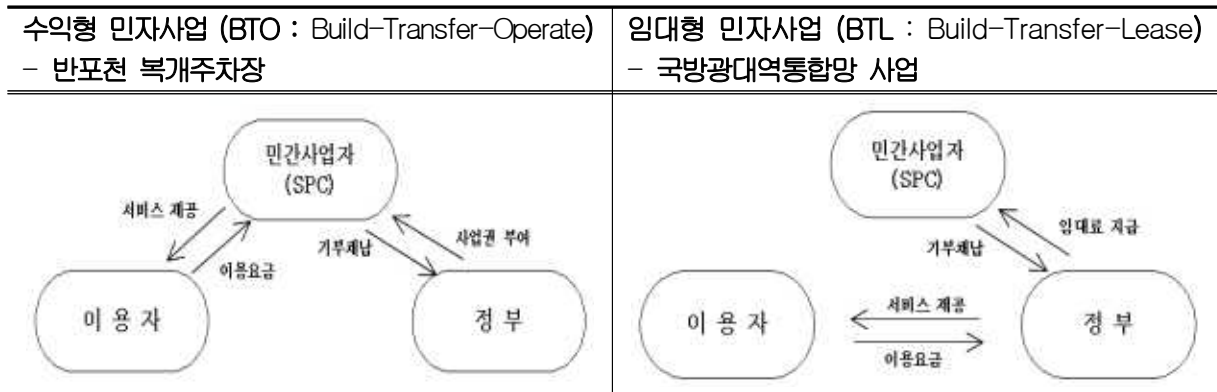 수익형 민자사업 (BTO : Build-Transfer-Operate)
- 반포천 복개주차장
임대형 민자사업 (BTL : Build-Transfer-Lease)
- 국방광대역통합망 사업
민간사업자
(SPC)
서비스 제공
이용요금
기부채납
사업권 부여
이 용 자
정 부
민간사업자
(SPC)
기부채납
임대료 지급
이 용 자
서비스 제공
이용요금
정 부